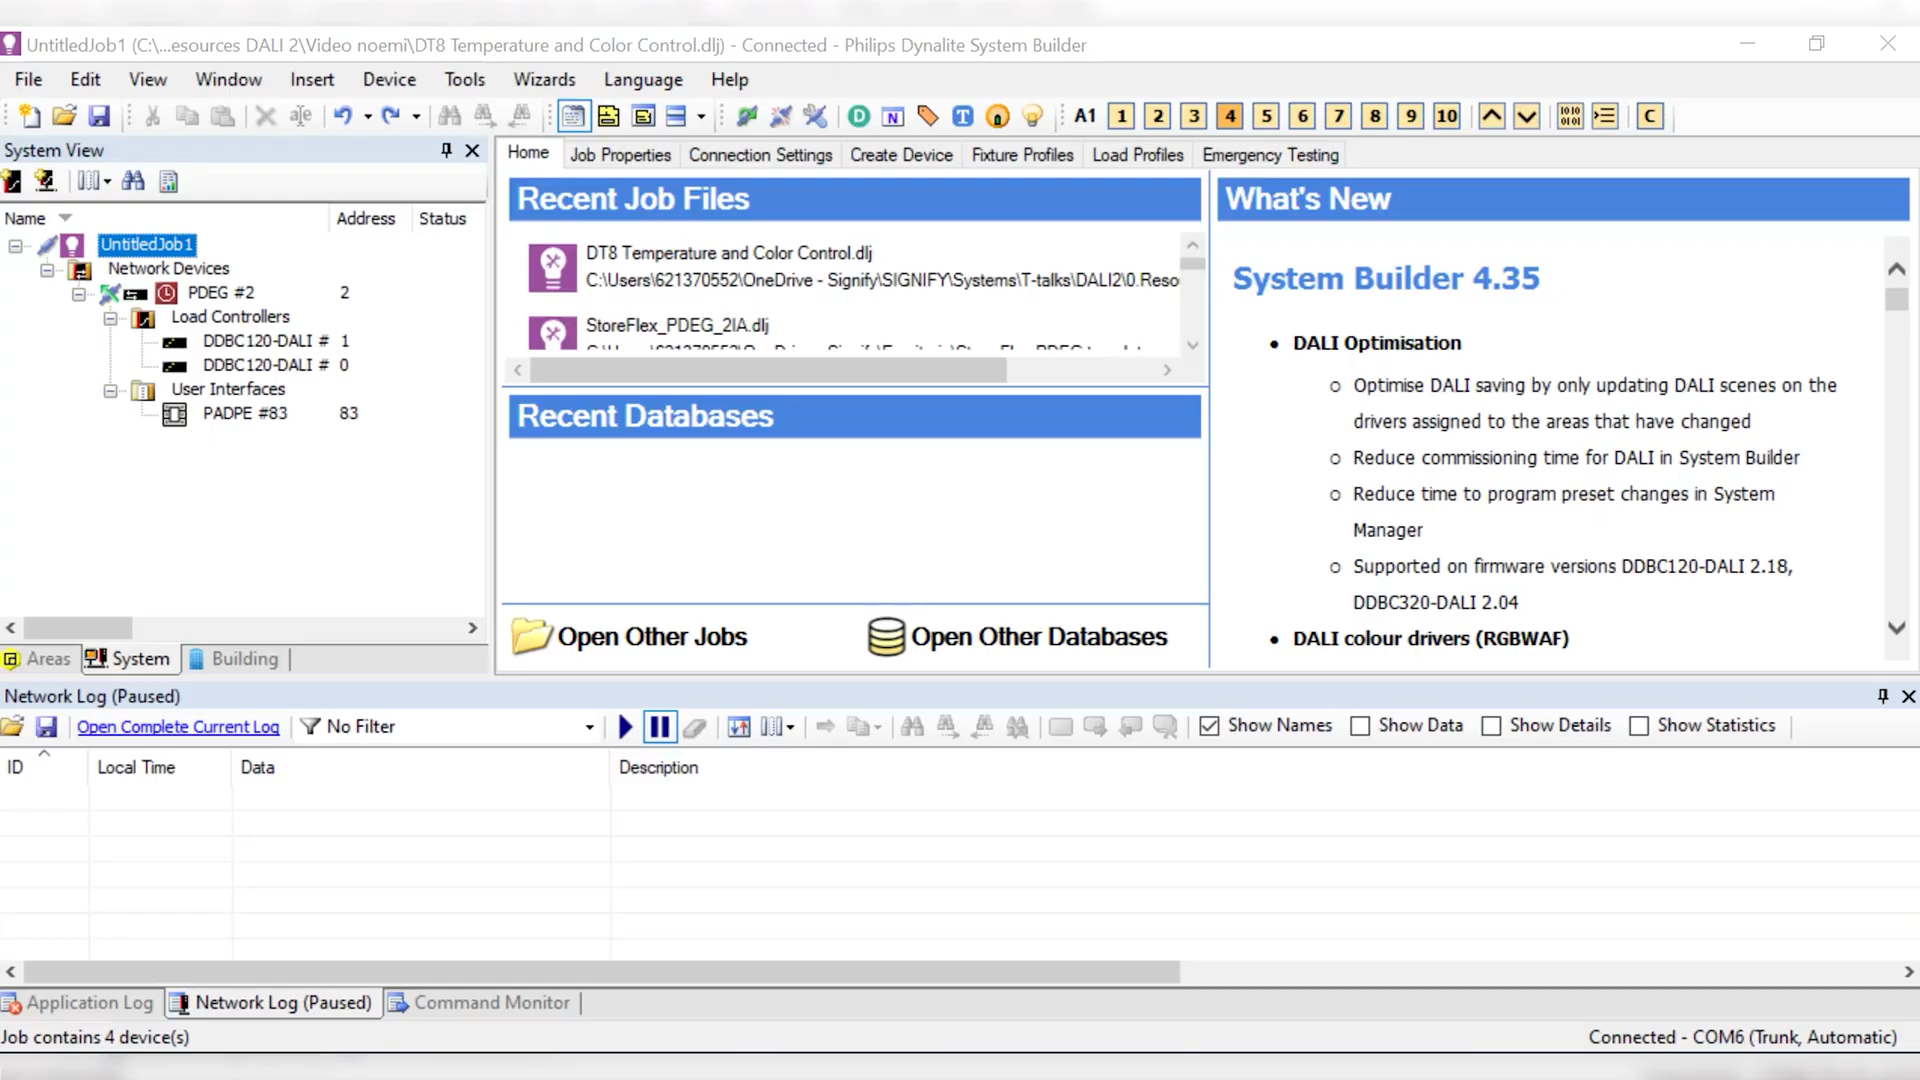 UntitledJob1 (C:\...esources DALI 2\Video noemi\DT8 Temperature and Color Control.dlj) - Connected - Philips Dynalite System Builder
File Edit View Window Insert Device Tools Wizards Language Help
A1 1 2 3 4 5 6 7 8 9 10 C
System View
Name Address Status
UntitledJob1
Network Devices
PDEG #2 2
Load Controllers
DDBC120-DALI # 1
DDBC120-DALI # 0
User Interfaces
PADPE #83 83
Areas System Building
Home Job Properties Connection Settings Create Device Fixture Profiles Load Profiles Emergency Testing
Recent Job Files
DT8 Temperature and Color Control.dlj
C:\Users\621370552\OneDrive - Signify\SIGNIFY\Systems\T-talks\DALI2\0.Reso
StoreFlex_PDEG_2IA.dlj
Recent Databases
Open Other Jobs Open Other Databases
What's New
System Builder 4.35
• DALI Optimisation
o Optimise DALI saving by only updating DALI scenes on the
drivers assigned to the areas that have changed
o Reduce commissioning time for DALI in System Builder
o Reduce time to program preset changes in System
Manager
o Supported on firmware versions DDBC120-DALI 2.18,
DDBC320-DALI 2.04
• DALI colour drivers (RGBWAF)
Network Log (Paused)
Open Complete Current Log No Filter Show Names Show Data Show Details Show Statistics
ID Local Time Data Description
Application Log Network Log (Paused) Command Monitor
Job contains 4 device(s) Connected - COM6 (Trunk, Automatic)